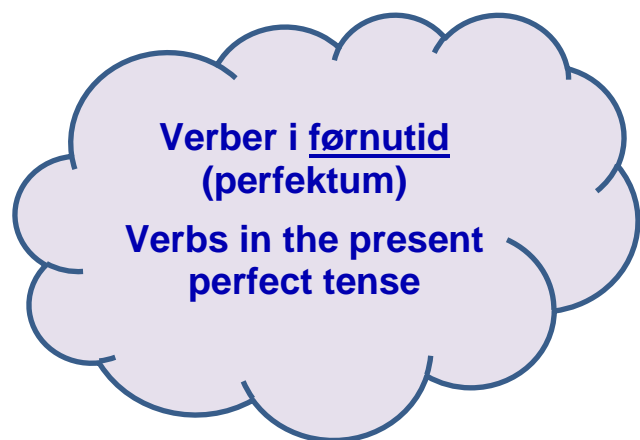 Verber i førnutid
(perfektum)
Verbs in the present
perfect tense